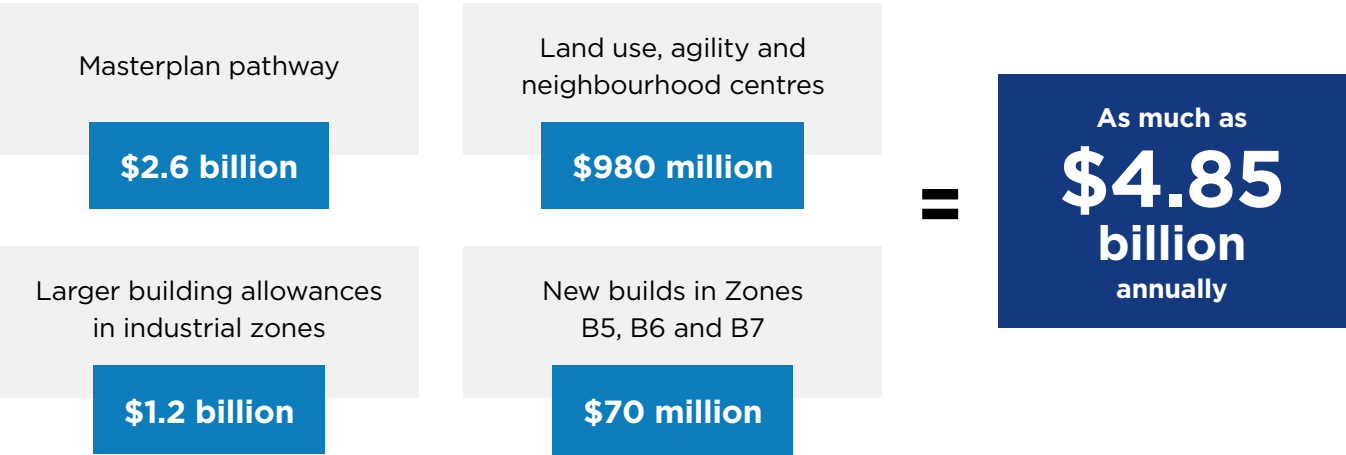 Masterplan pathway
$2.6 billion
Land use, agility and
neighbourhood centres
$980 million
Larger building allowances
in industrial zones
$1.2 billion
New builds in Zones
B5, B6 and B7
$70 million
=
As much as
$4.85
billion
annually